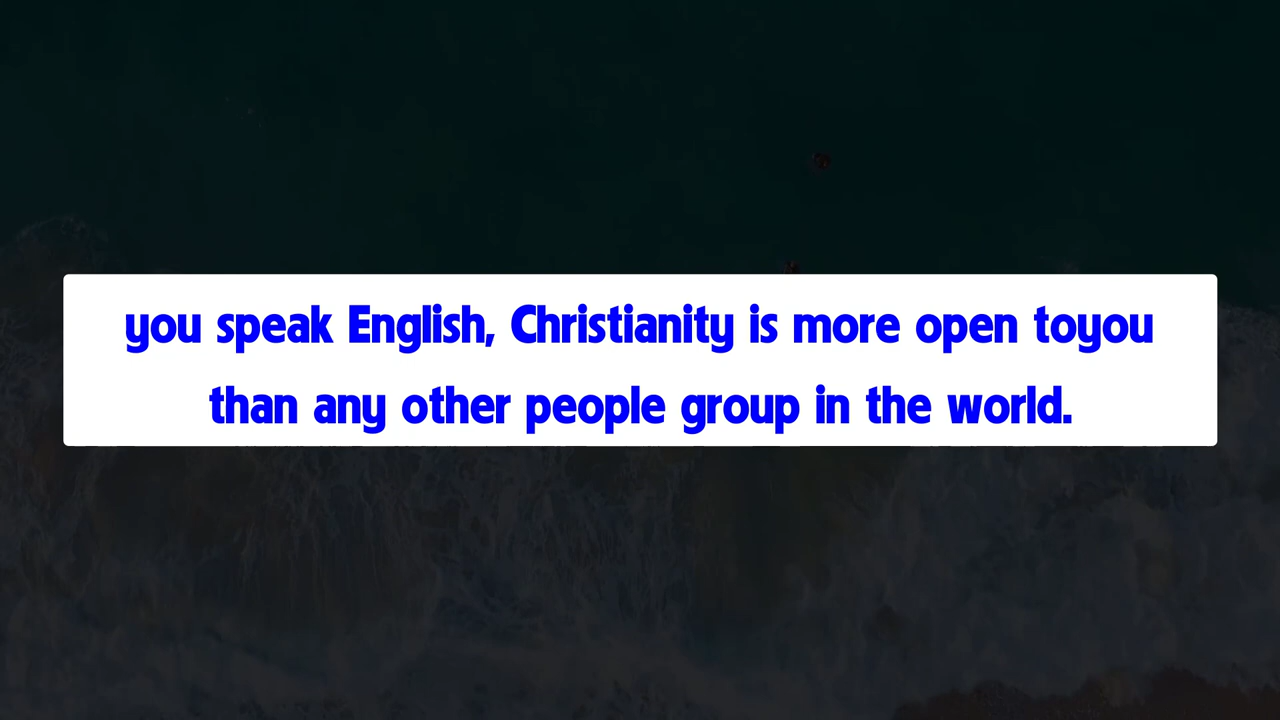 you speak English, Christianity is more open toyou
than any other people group in the world.